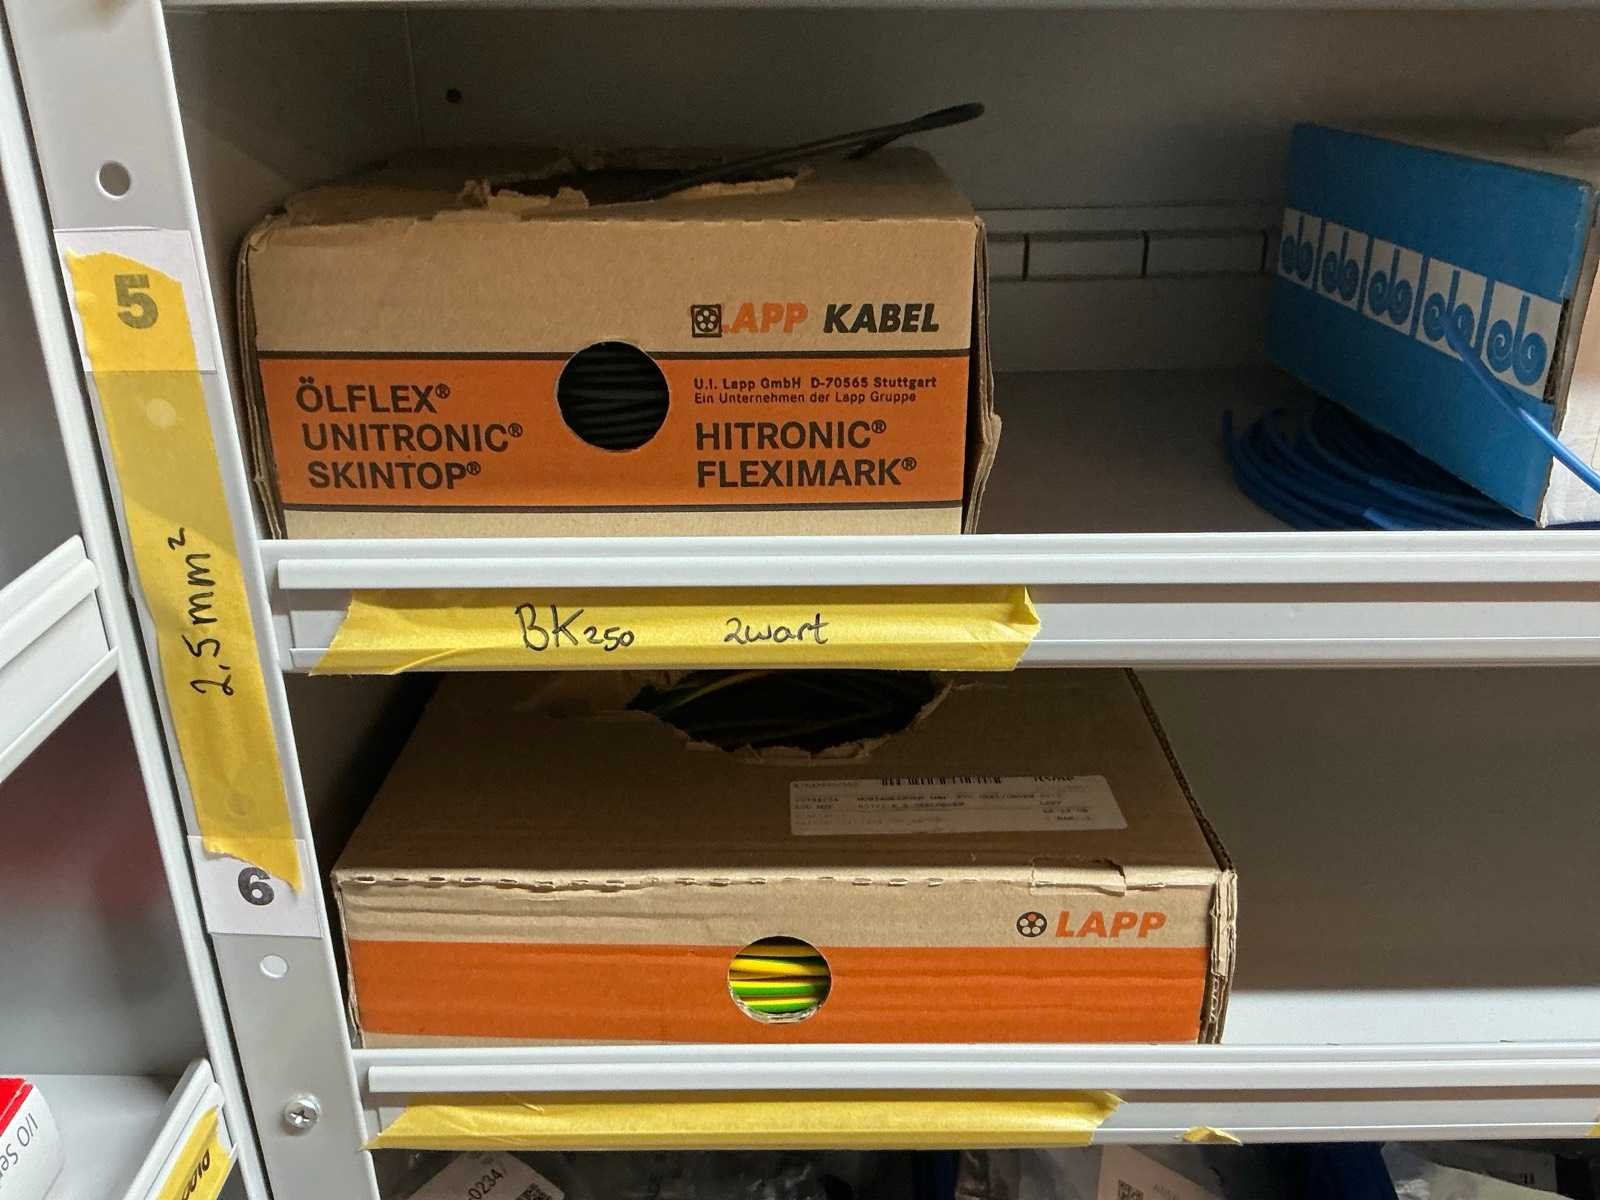 5
2,5mm²
6
LAPP KABEL
ÖLFLEX®
UNITRONIC®
SKINTOP®
U.I. Lapp GmbH D-70565 Stuttgart
Ein Unternehmen der Lapp Gruppe
HITRONIC®
FLEXIMARK®
BK250 zwart
LAPP
I/O